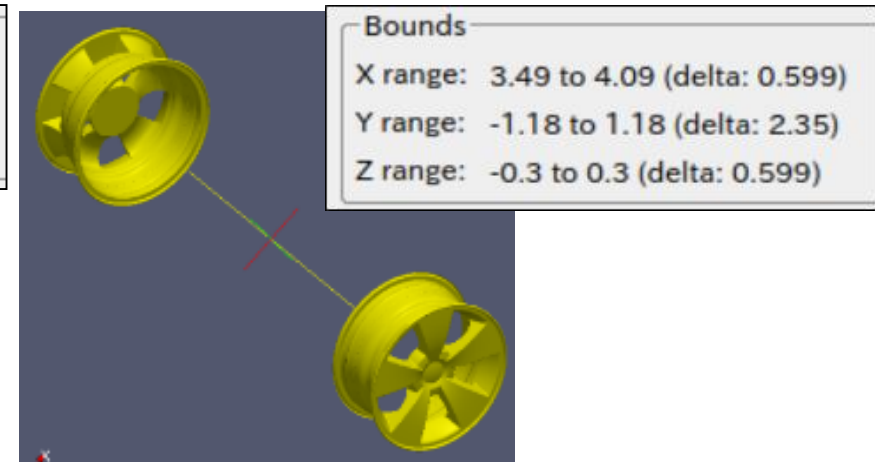 Bounds
X range: 3.49 to 4.09 (delta: 0.599)
Y range: -1.18 to 1.18 (delta: 2.35)
Z range: -0.3 to 0.3 (delta: 0.599)
X